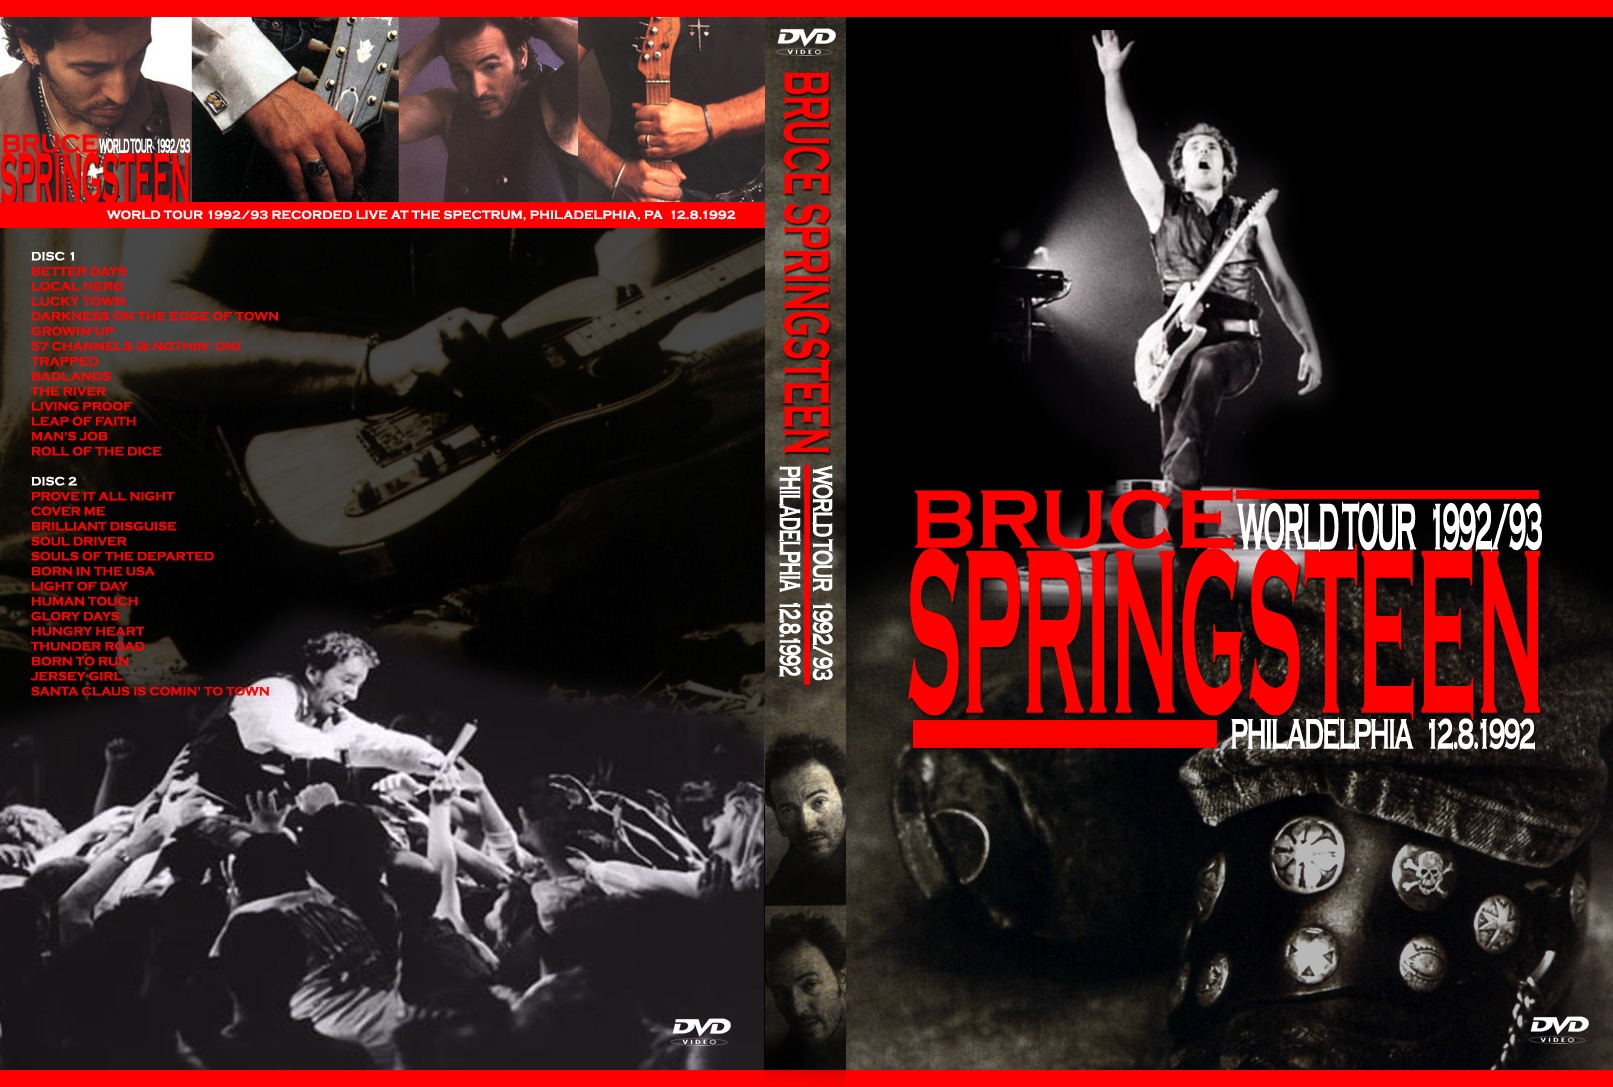 BRUCE WORLD TOUR 1992/93
SPRINGSTEEN
WORLD TOUR 1992/93 RECORDED LIVE AT THE SPECTRUM, PHILADELPHIA, PA 12.8.1992
DISC 1
BETTER DAYS
LOCAL HERO
LUCKY TOWN
DARKNESS ON THE EDGE OF TOWN
GROWIN'UP
57 CHANNELS (& NOTHIN' ON)
TRAPPED
BADLANDS
THE RIVER
LIVING PROOF
LEAP OF FAITH
MAN'S JOB
ROLL OF THE DICE
DISC 2
PROVE IT ALL NIGHT
COVER ME
BRILLIANT DISGUISE
SOUL DRIVER
SOULS OF THE DEPARTED
BORN IN THE USA
LIGHT OF DAY
HUMAN TOUCH
GLORY DAYS
HUNGRY HEART
THUNDER ROAD
BORN TO RUN
JERSEY GIRL
SANTA CLAUS IS COMIN' TO TOWN
DVD
VIDEO
DVD
VIDEO
BRUCE SPRINGSTEEN
WORLD TOUR 1992/93
PHILADELPHIA 12.8.1992
BRUCE WORLD TOUR 1992/93
SPRINGSTEEN
PHILADELPHIA 12.8.1992
DVD
VIDEO